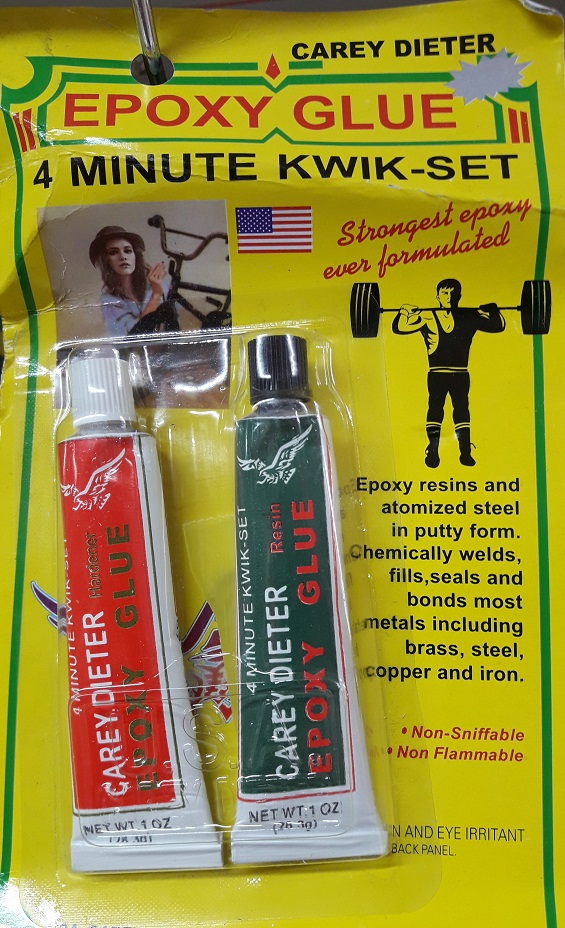 CAREY DIETER
EPOXY GLUE
4 MINUTE KWIK-SET
Strongest epoxy
ever formulated
Epoxy resins and
atomized steel
in putty form.
Chemically welds,
fills,seals and
bonds most
metals including
brass, steel,
copper and iron.
• Non-Sniffable
• Non Flammable
AND EYE IRRITANT
BACK PANEL.
4 MINUTE KWIK-SET
Hardener
CAREY DIETER
EPOXY GLUE
NET WT.1 OZ
4 MINUTE KWIK-SET
Resin
CAREY DIETER
EPOXY GLUE
NET WT.1 OZ